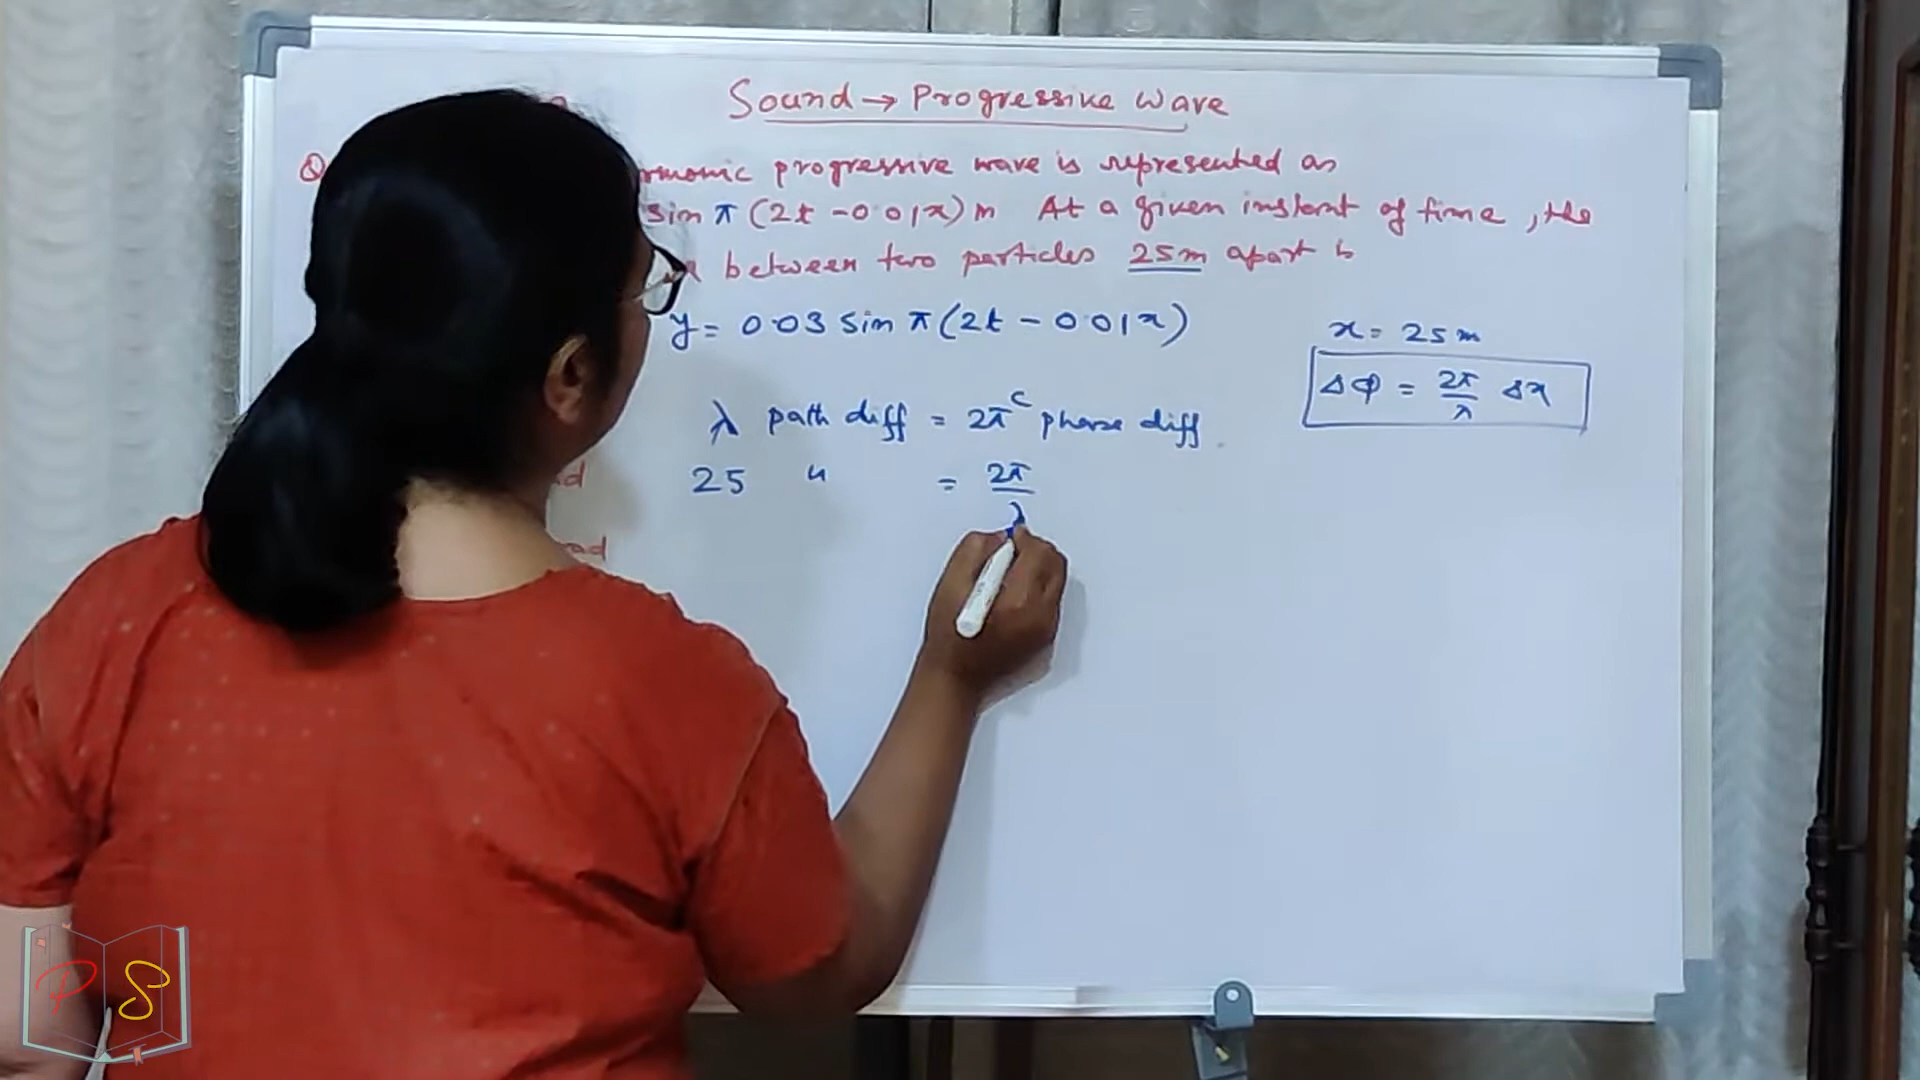 Sound → Progressive Wave
Q
progressive wave is represented as
sin π (2t - 0.01x) m At a given instant of time, the
between two particles 25m apart is
y = 0.03 sin π (2t - 0.01x)
x = 25 m
Δφ = 2π/λ Δx
λ path diff = 2π^c phase diff.
25 " = 2π/λ
P S